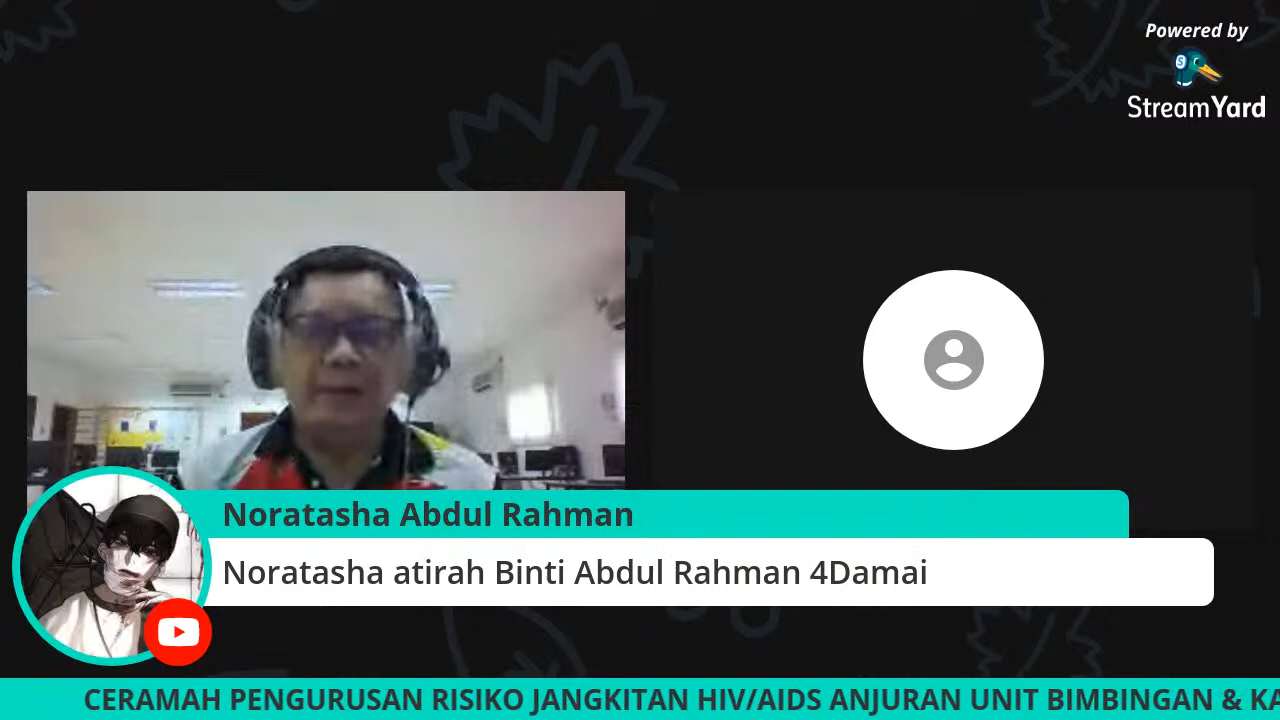 Powered by
StreamYard
Noratasha Abdul Rahman
Noratasha atirah Binti Abdul Rahman 4Damai
CERAMAH PENGURUSAN RISIKO JANGKITAN HIV/AIDS ANJURAN UNIT BIMBINGAN & KA